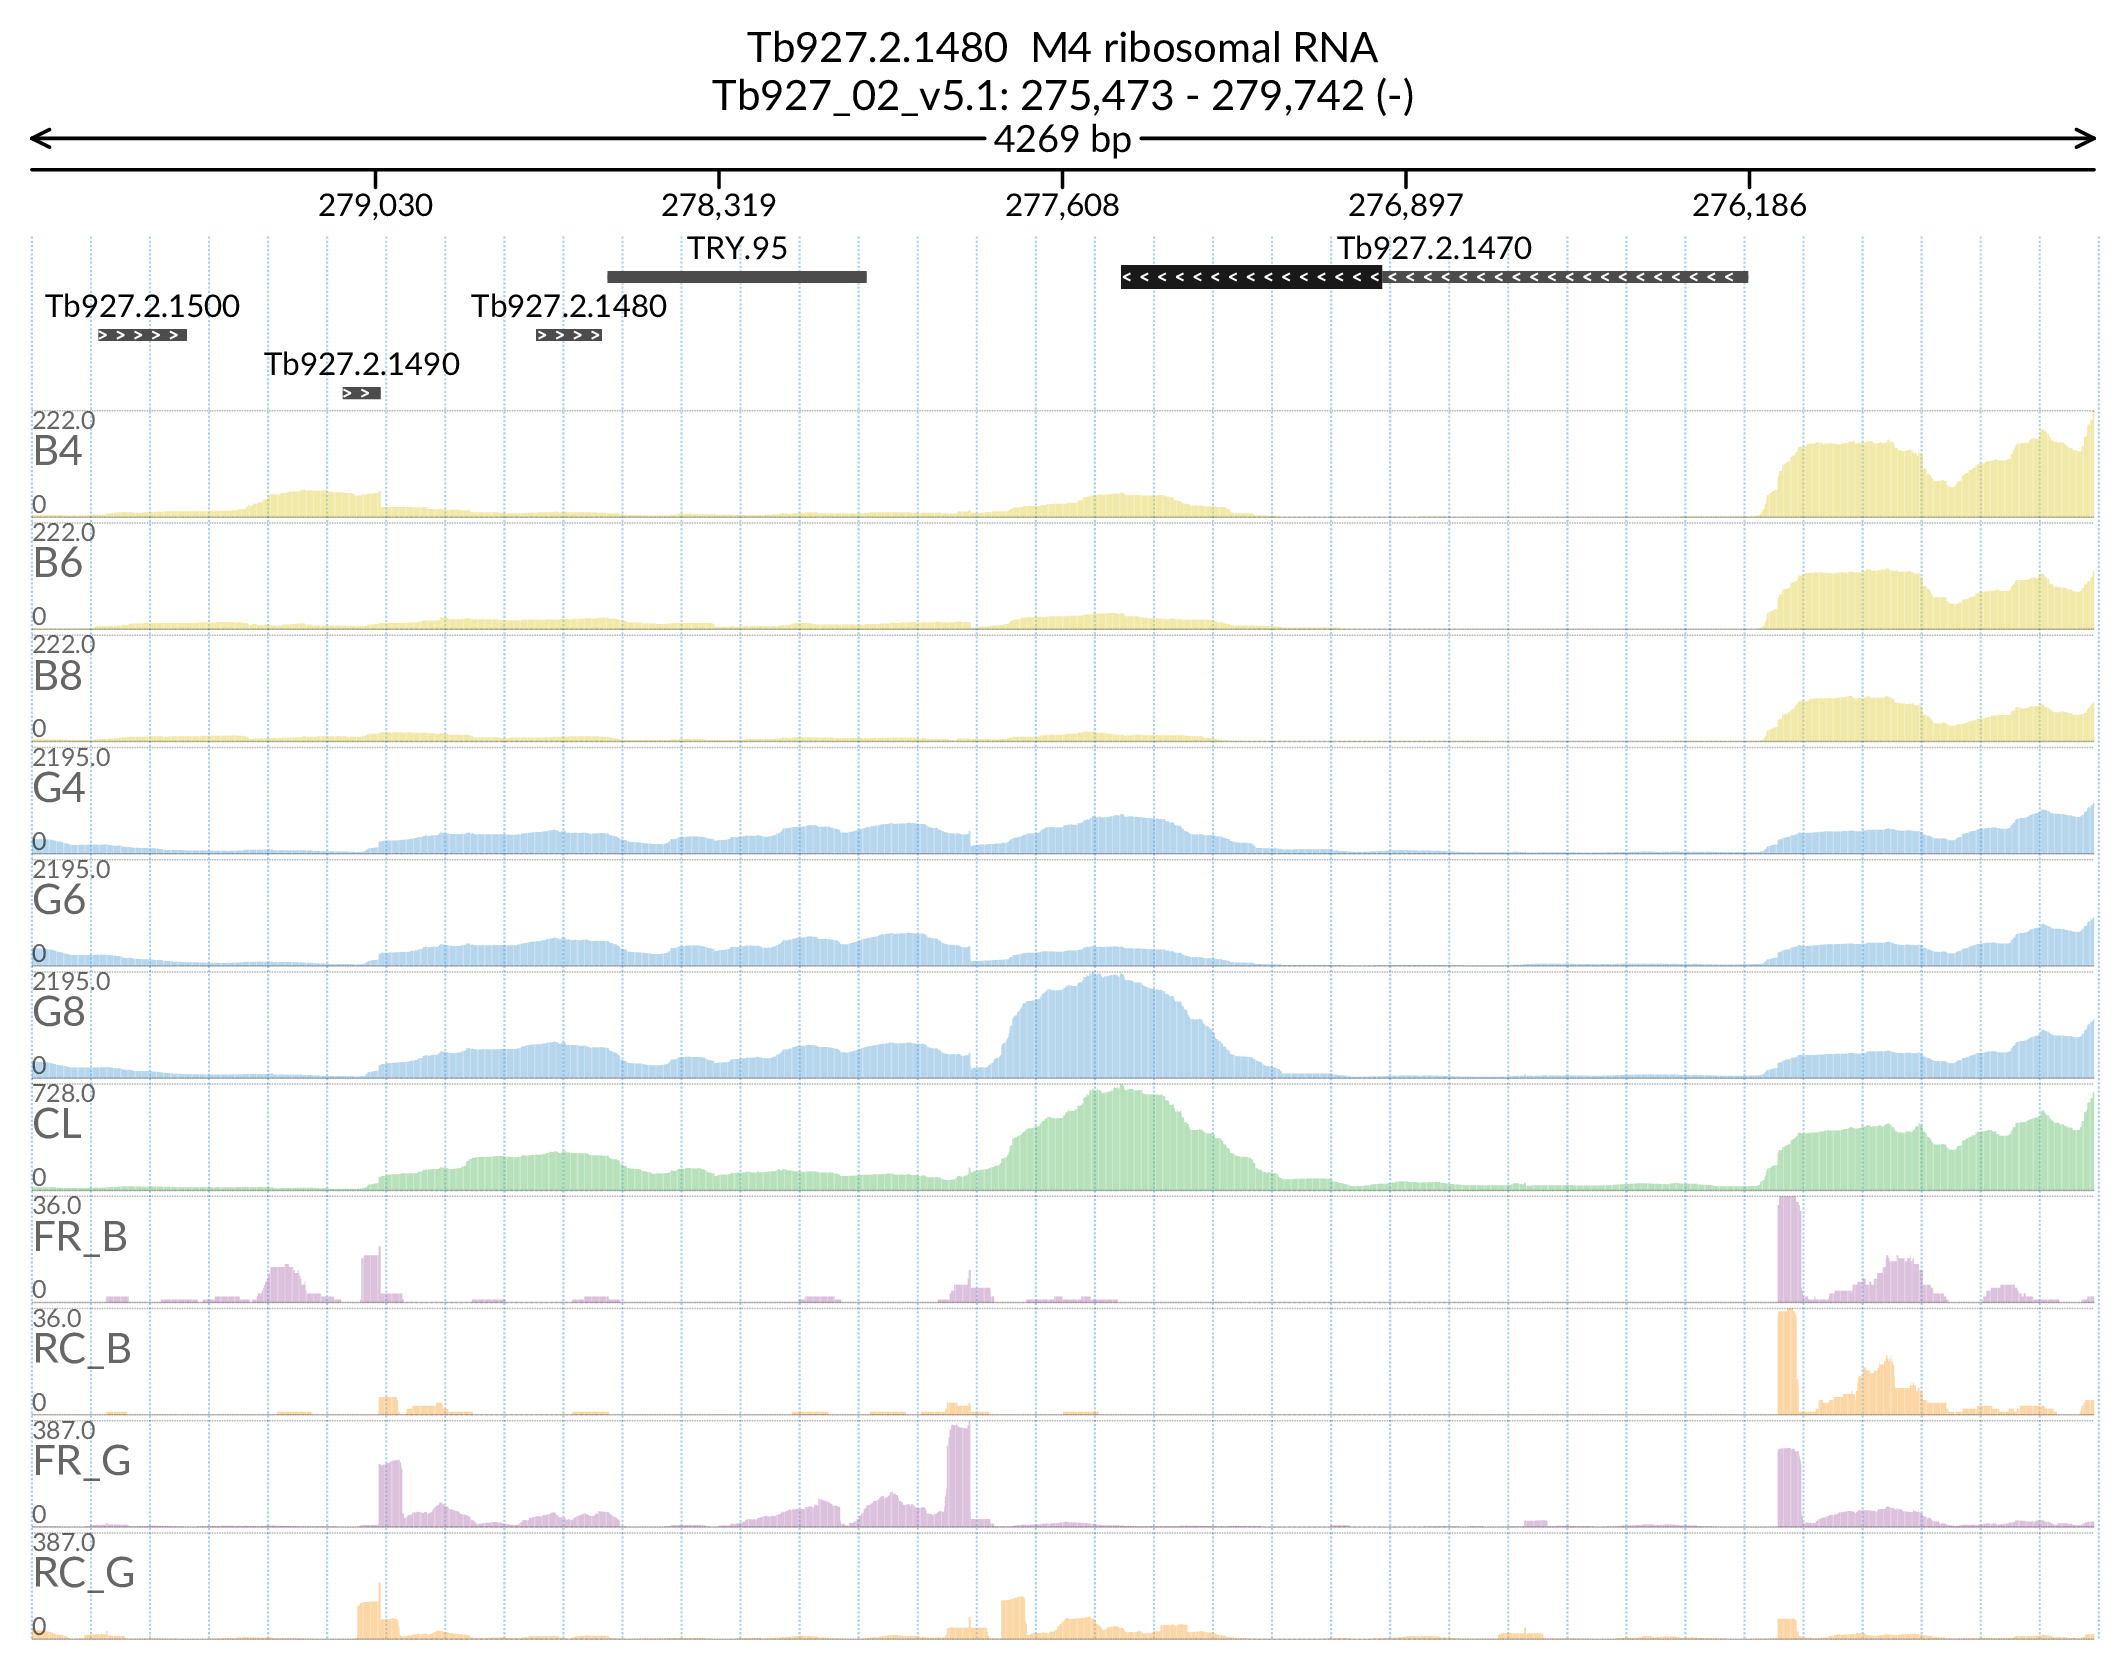 Tb927.2.1480  M4 ribosomal RNA
Tb927_02_v5.1: 275,473 - 279,742 (-)
4269 bp
279,030 278,319 277,608 276,897 276,186
TRY.95 Tb927.2.1470
Tb927.2.1500 Tb927.2.1480
Tb927.2.1490
222.0
B4
0
222.0
B6
0
222.0
B8
0
2195.0
G4
0
2195.0
G6
0
2195.0
G8
0
728.0
CL
0
36.0
FR_B
0
36.0
RC_B
0
387.0
FR_G
0
387.0
RC_G
0